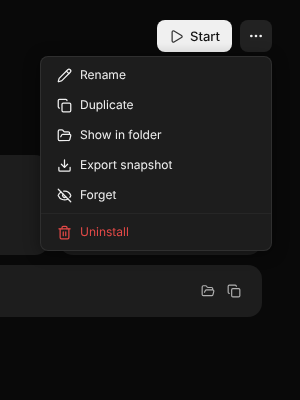 Start
Rename
Duplicate
Show in folder
Export snapshot
Forget
Uninstall